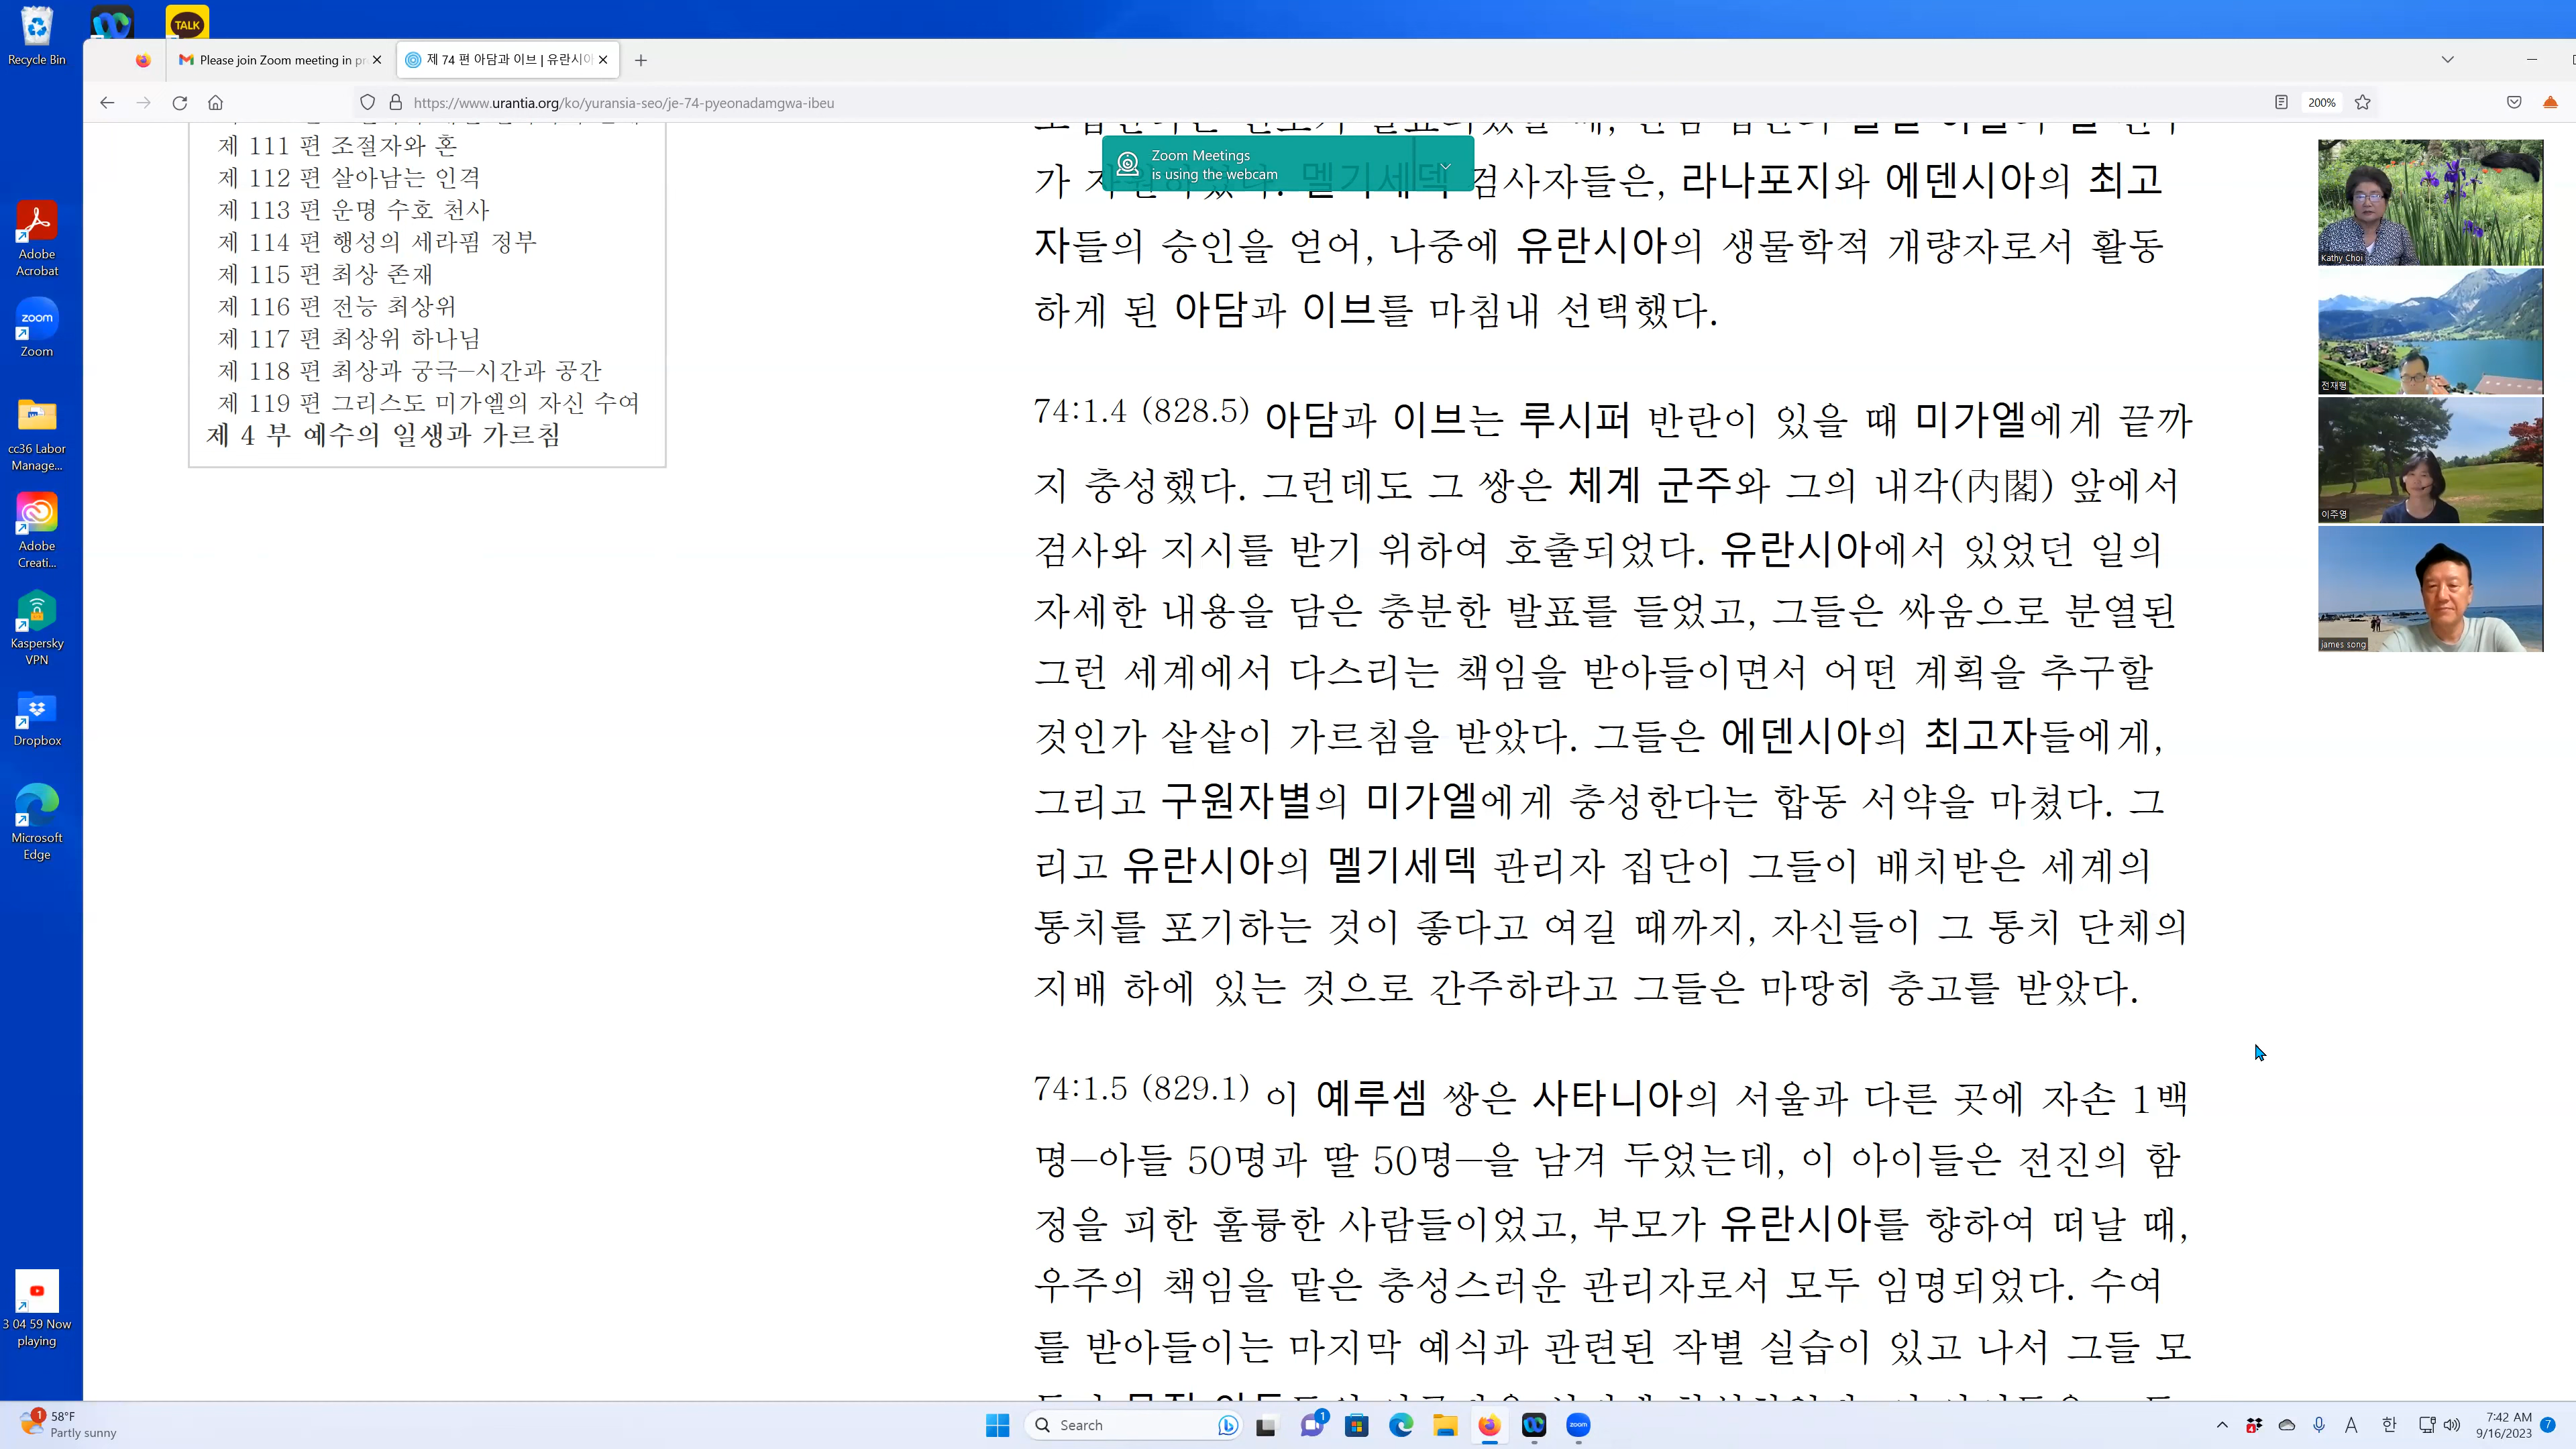 Recycle Bin
TALK
Please join Zoom meeting in pr
제 74 편 아담과 이브 | 유란시아
https://www.urantia.org/ko/yuransia-seo/je-74-pyeonadamgwa-ibeu
200%
제 111 편 조절자와 혼
제 112 편 살아남는 인격
제 113 편 운명 수호 천사
제 114 편 행성의 세라핌 정부
제 115 편 최상 존재
제 116 편 전능 최상위
제 117 편 최상위 하나님
제 118 편 최상과 궁극—시간과 공간
제 119 편 그리스도 미가엘의 자신 수여
제 4 부 예수의 일생과 가르침
Zoom Meetings
is using the webcam
검사자들은, 라나포지와 에덴시아의 최고
자들의 승인을 얻어, 나중에 유란시아의 생물학적 개량자로서 활동
하게 된 아담과 이브를 마침내 선택했다.
74:1.4 (828.5) 아담과 이브는 루시퍼 반란이 있을 때 미가엘에게 끝까
지 충성했다. 그런데도 그 쌍은 체계 군주와 그의 내각(內閣) 앞에서
검사와 지시를 받기 위하여 호출되었다. 유란시아에서 있었던 일의
자세한 내용을 담은 충분한 발표를 들었고, 그들은 싸움으로 분열된
그런 세계에서 다스리는 책임을 받아들이면서 어떤 계획을 추구할
것인가 샅샅이 가르침을 받았다. 그들은 에덴시아의 최고자들에게,
그리고 구원자별의 미가엘에게 충성한다는 합동 서약을 마쳤다. 그
리고 유란시아의 멜기세덱 관리자 집단이 그들이 배치받은 세계의
통치를 포기하는 것이 좋다고 여길 때까지, 자신들이 그 통치 단체의
지배 하에 있는 것으로 간주하라고 그들은 마땅히 충고를 받았다.
74:1.5 (829.1) 이 예루셈 쌍은 사타니아의 서울과 다른 곳에 자손 1백
명—아들 50명과 딸 50명—을 남겨 두었는데, 이 아이들은 전진의 함
정을 피한 훌륭한 사람들이었고, 부모가 유란시아를 향하여 떠날 때,
우주의 책임을 맡은 충성스러운 관리자로서 모두 임명되었다. 수여
를 받아들이는 마지막 예식과 관련된 작별 실습이 있고 나서 그들 모
Kathy Choi
전재형
이주영
james song
Adobe
Acrobat
zoom
Zoom
cc36 Labor
Manage...
Adobe
Creati...
Kaspersky
VPN
Dropbox
Microsoft
Edge
3 04 59 Now
playing
1
58°F
Partly sunny
Search
1
zoom
4
A
한
7:42 AM
9/16/2023
7